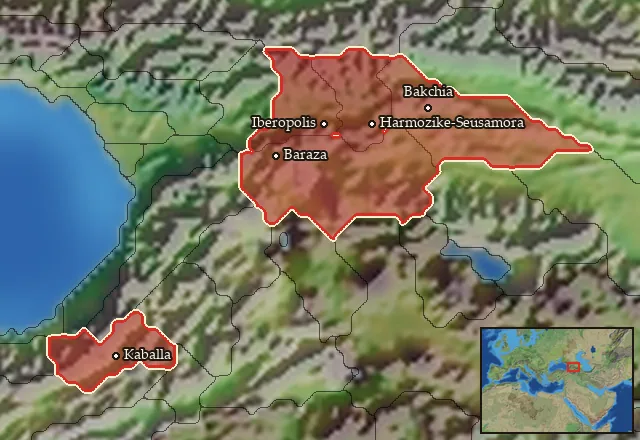 Bakchia
Iberopolis
Harmozike-Seusamora
Baraza
Kaballa